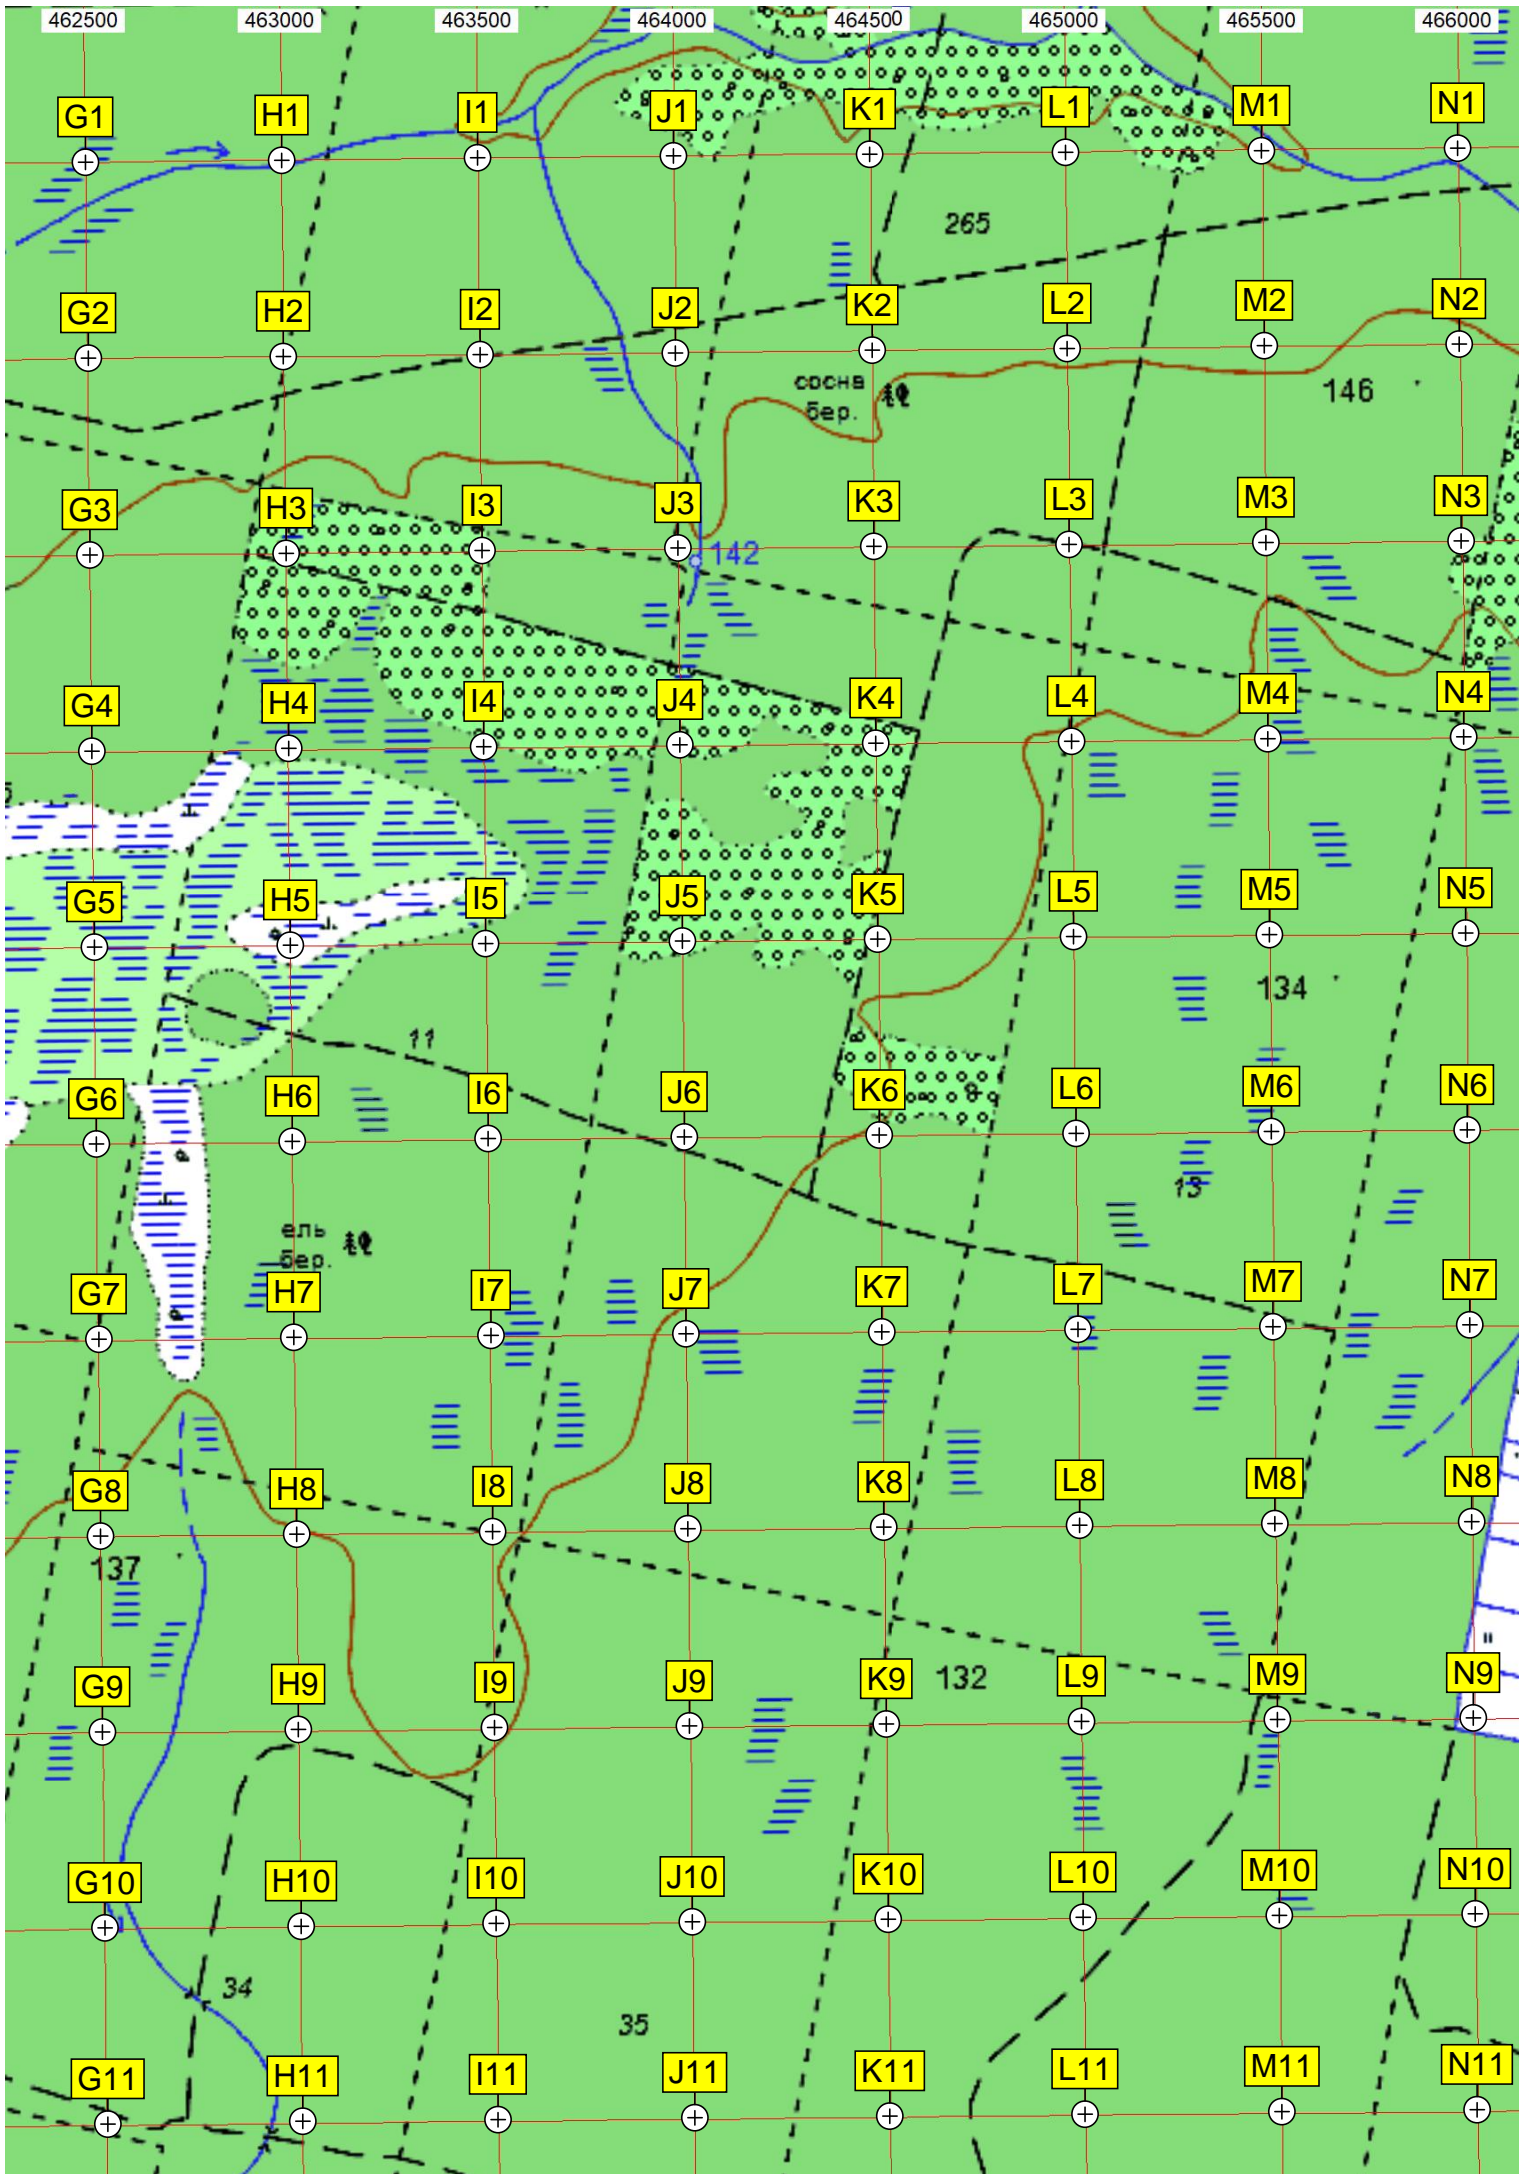 462500 463000 463500 464000 464500 465000 465500 466000
G1 H1 I1 J1 K1 L1 M1 N1
265
G2 H2 I2 J2 K2 L2 M2 N2
сосна
бер.
146
G3 H3 I3 J3 K3 L3 M3 N3
142
G4 H4 I4 J4 K4 L4 M4 N4
G5 H5 I5 J5 K5 L5 M5 N5
134
11
G6 H6 I6 J6 K6 L6 M6 N6
13
ель
бер.
G7 H7 I7 J7 K7 L7 M7 N7
G8 H8 I8 J8 K8 L8 M8 N8
137
G9 H9 I9 J9 K9 L9 M9 N9
132
G10 H10 I10 J10 K10 L10 M10 N10
34
35
G11 H11 I11 J11 K11 L11 M11 N11